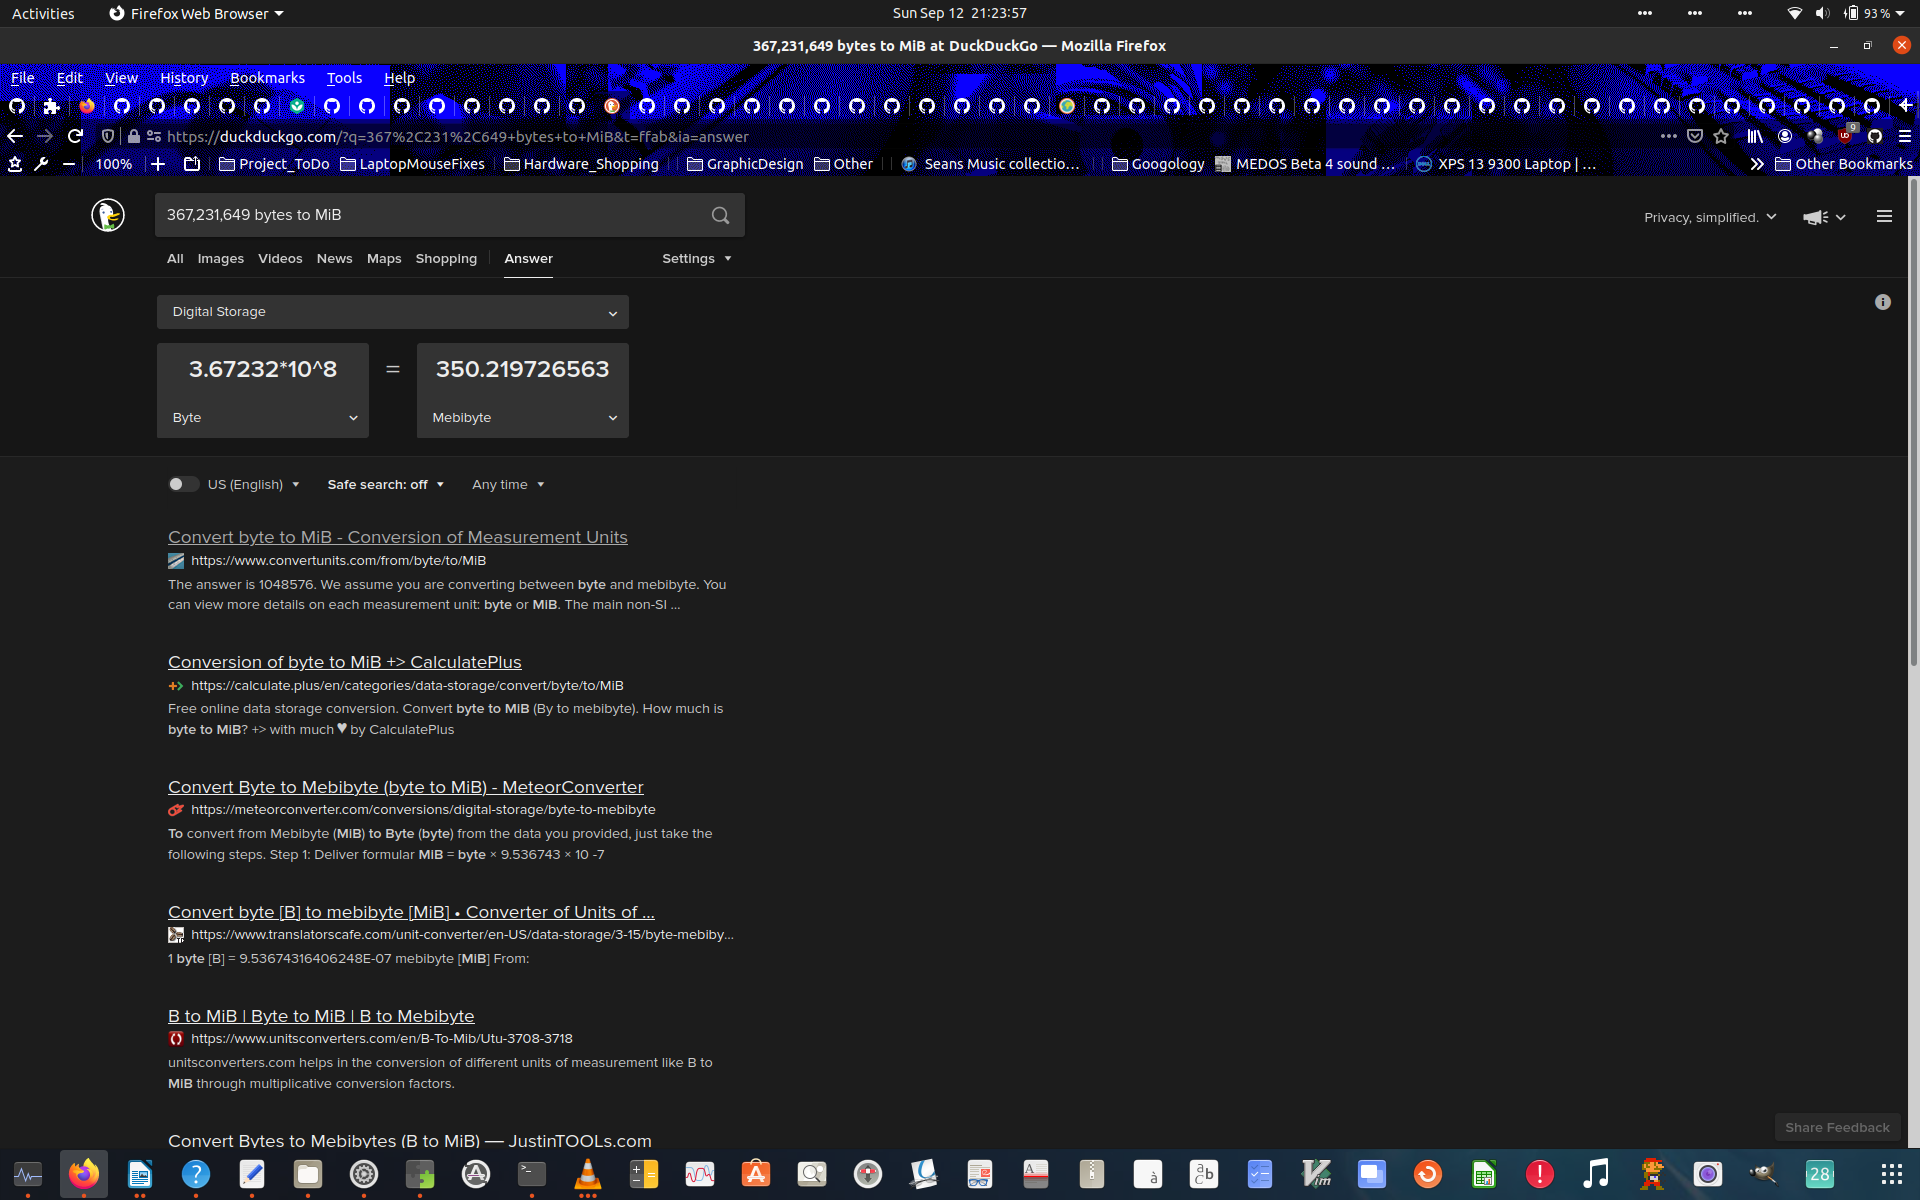 Activities
Firefox Web Browser
Sun Sep 12 21:23:57
93 %
367,231,649 bytes to MiB at DuckDuckGo — Mozilla Firefox
File Edit View History Bookmarks Tools Help
https://duckduckgo.com/?q=367%2C231%2C649+bytes+to+MiB&t=ffab&ia=answer
9
100%
Project_ToDo
LaptopMouseFixes
Hardware_Shopping
GraphicDesign
Other
Seans Music collectio…
Googology
MEDOS Beta 4 sound …
XPS 13 9300 Laptop | …
Other Bookmarks
367,231,649 bytes to MiB
Privacy, simplified.
All Images Videos News Maps Shopping Answer Settings
Digital Storage
3.67232*10^8 = 350.219726563
Byte Mebibyte
US (English) Safe search: off Any time
Convert byte to MiB - Conversion of Measurement Units
https://www.convertunits.com/from/byte/to/MiB
The answer is 1048576. We assume you are converting between byte and mebibyte. You
can view more details on each measurement unit: byte or MiB. The main non-SI ...
Conversion of byte to MiB +> CalculatePlus
https://calculate.plus/en/categories/data-storage/convert/byte/to/MiB
Free online data storage conversion. Convert byte to MiB (By to mebibyte). How much is
byte to MiB? +> with much ♥ by CalculatePlus
Convert Byte to Mebibyte (byte to MiB) - MeteorConverter
https://meteorconverter.com/conversions/digital-storage/byte-to-mebibyte
To convert from Mebibyte (MiB) to Byte (byte) from the data you provided, just take the
following steps. Step 1: Deliver formular MiB = byte × 9.536743 × 10 -7
Convert byte [B] to mebibyte [MiB] • Converter of Units of ...
https://www.translatorscafe.com/unit-converter/en-US/data-storage/3-15/byte-mebiby...
1 byte [B] = 9.53674316406248E-07 mebibyte [MiB] From:
B to MiB | Byte to MiB | B to Mebibyte
https://www.unitsconverters.com/en/B-To-Mib/Utu-3708-3718
unitsconverters.com helps in the conversion of different units of measurement like B to
MiB through multiplicative conversion factors.
Convert Bytes to Mebibytes (B to MiB) — JustinTOOLs.com
Share Feedback
28